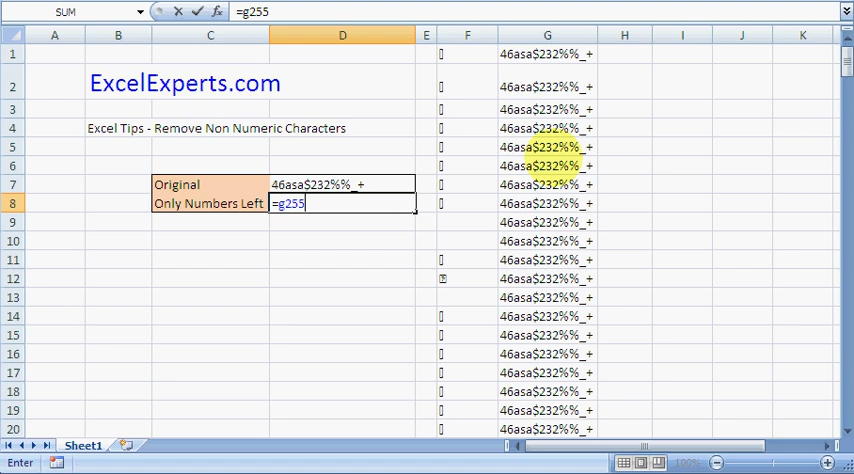 SUM =g255
A B C D E F G H I J K
1 46asa$232%%_+
2 ExcelExperts.com 46asa$232%%_+
3 46asa$232%%_+
4 Excel Tips - Remove Non Numeric Characters 46asa$232%%_+
5 46asa$232%%_+
6 46asa$232%%_+
7 Original 46asa$232%%_+ 46asa$232%%_+
8 Only Numbers Left =g255 46asa$232%%_+
9 46asa$232%%_+
10 46asa$232%%_+
11 46asa$232%%_+
12 46asa$232%%_+
13 46asa$232%%_+
14 46asa$232%%_+
15 46asa$232%%_+
16 46asa$232%%_+
17 46asa$232%%_+
18 46asa$232%%_+
19 46asa$232%%_+
20 46asa$232%%_+
Sheet1
Enter 100%